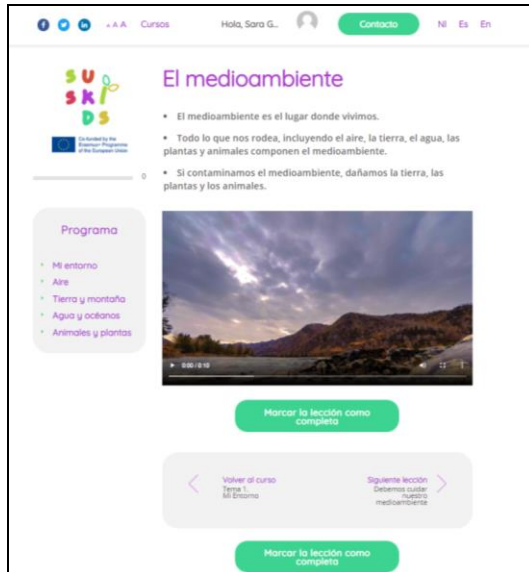 - A A A Cursos Hola, Sara G.. Contacto Nl Es En
SUSKIDS
Co-funded by the
Erasmus+ Programme
of the European Union
0
El medioambiente
• El medioambiente es el lugar donde vivimos.
• Todo lo que nos rodea, incluyendo el aire, la tierra, el agua, las
plantas y animales componen el medioambiente.
• Si contaminamos el medioambiente, dañamos la tierra, las
plantas y los animales.
Programa
Mi entorno
Aire
Tierra y montaña
Agua y océanos
Animales y plantas
0:00 / 0:10
Marcar la lección como
completa
Volver al curso
Tema 1.
Mi Entorno
Siguiente lección
Debemos cuidar
nuestro
medioambiente
Marcar la lección como
completa